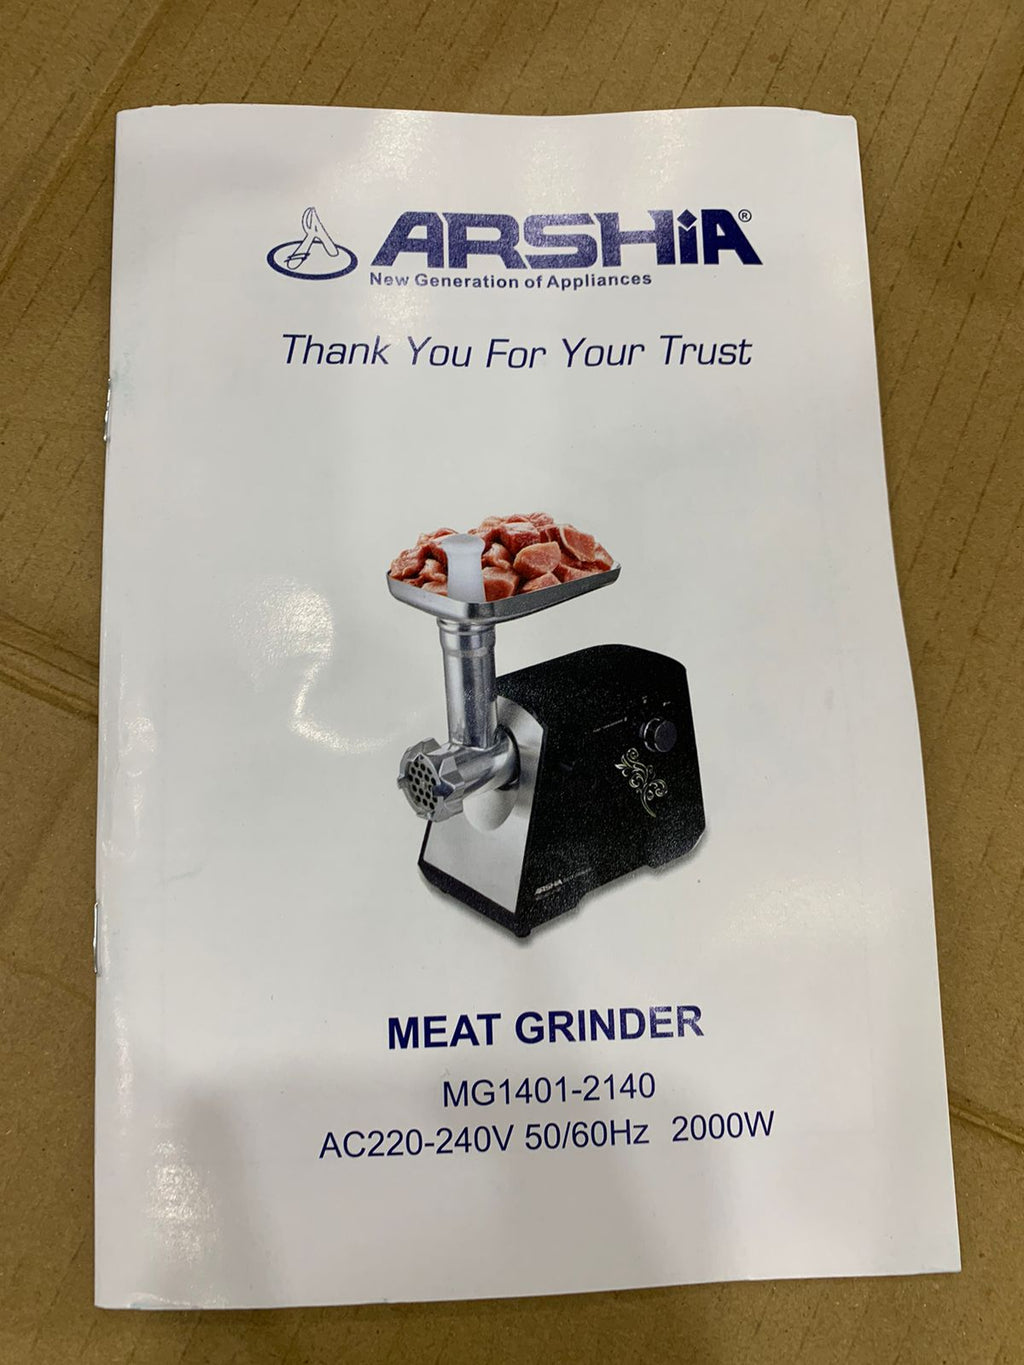 ARSHiA®
New Generation of Appliances
Thank You For Your Trust
ARSHIA
MEAT GRINDER
MG1401-2140
AC220-240V 50/60Hz 2000W